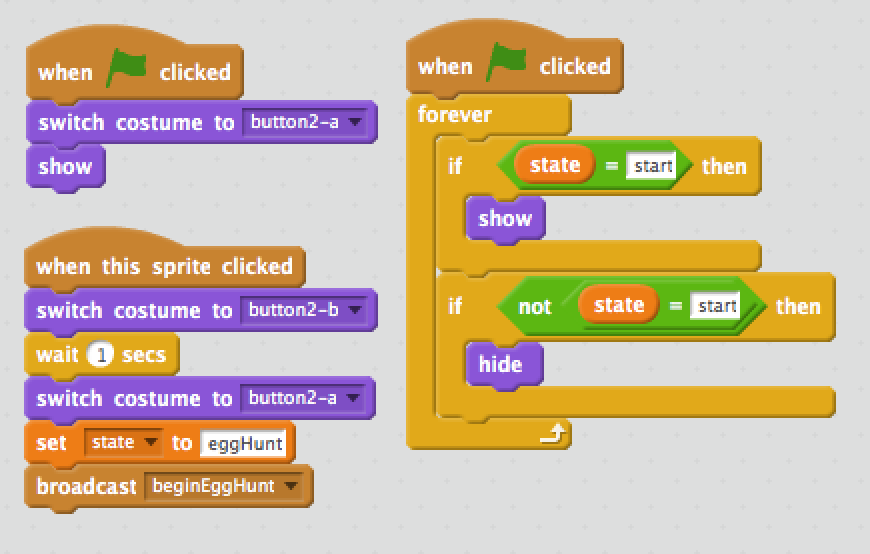 when clicked
switch costume to button2-a
show
when this sprite clicked
switch costume to button2-b
wait 1 secs
switch costume to button2-a
set state to eggHunt
broadcast beginEggHunt
when clicked
forever
if state = start then
show
if not state = start then
hide